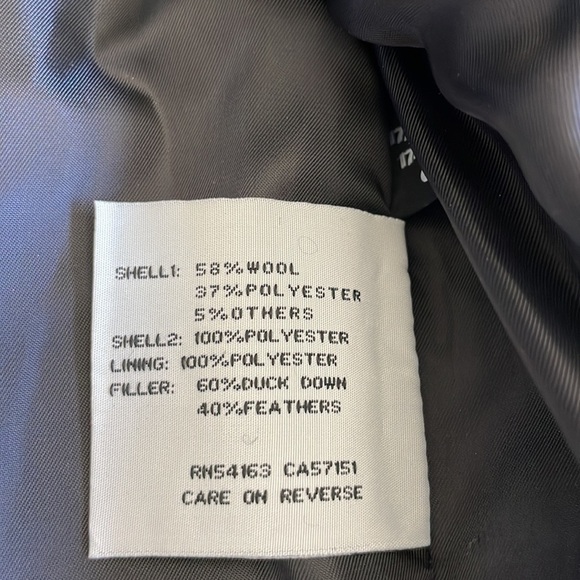 SHELL1: 58%WOOL
37%POLYESTER
5%OTHERS
SHELL2: 100%POLYESTER
LINING: 100%POLYESTER
FILLER: 60%DUCK DOWN
40%FEATHERS
RN54163 CA57151
CARE ON REVERSE